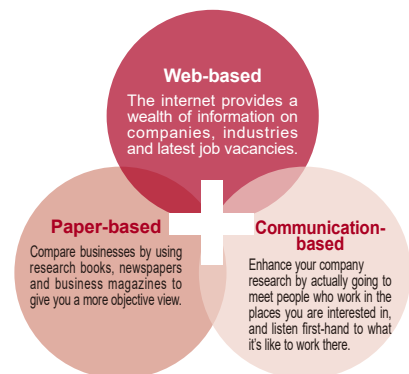 Web-based
The internet provides a
wealth of information on
companies, industries
and latest job vacancies.
Paper-based
Compare businesses by using
research books, newspapers
and business magazines to
give you a more objective view.
Communication-
based
Enhance your company
research by actually going to
meet people who work in the
places you are interested in,
and listen first-hand to what
it's like to work there.